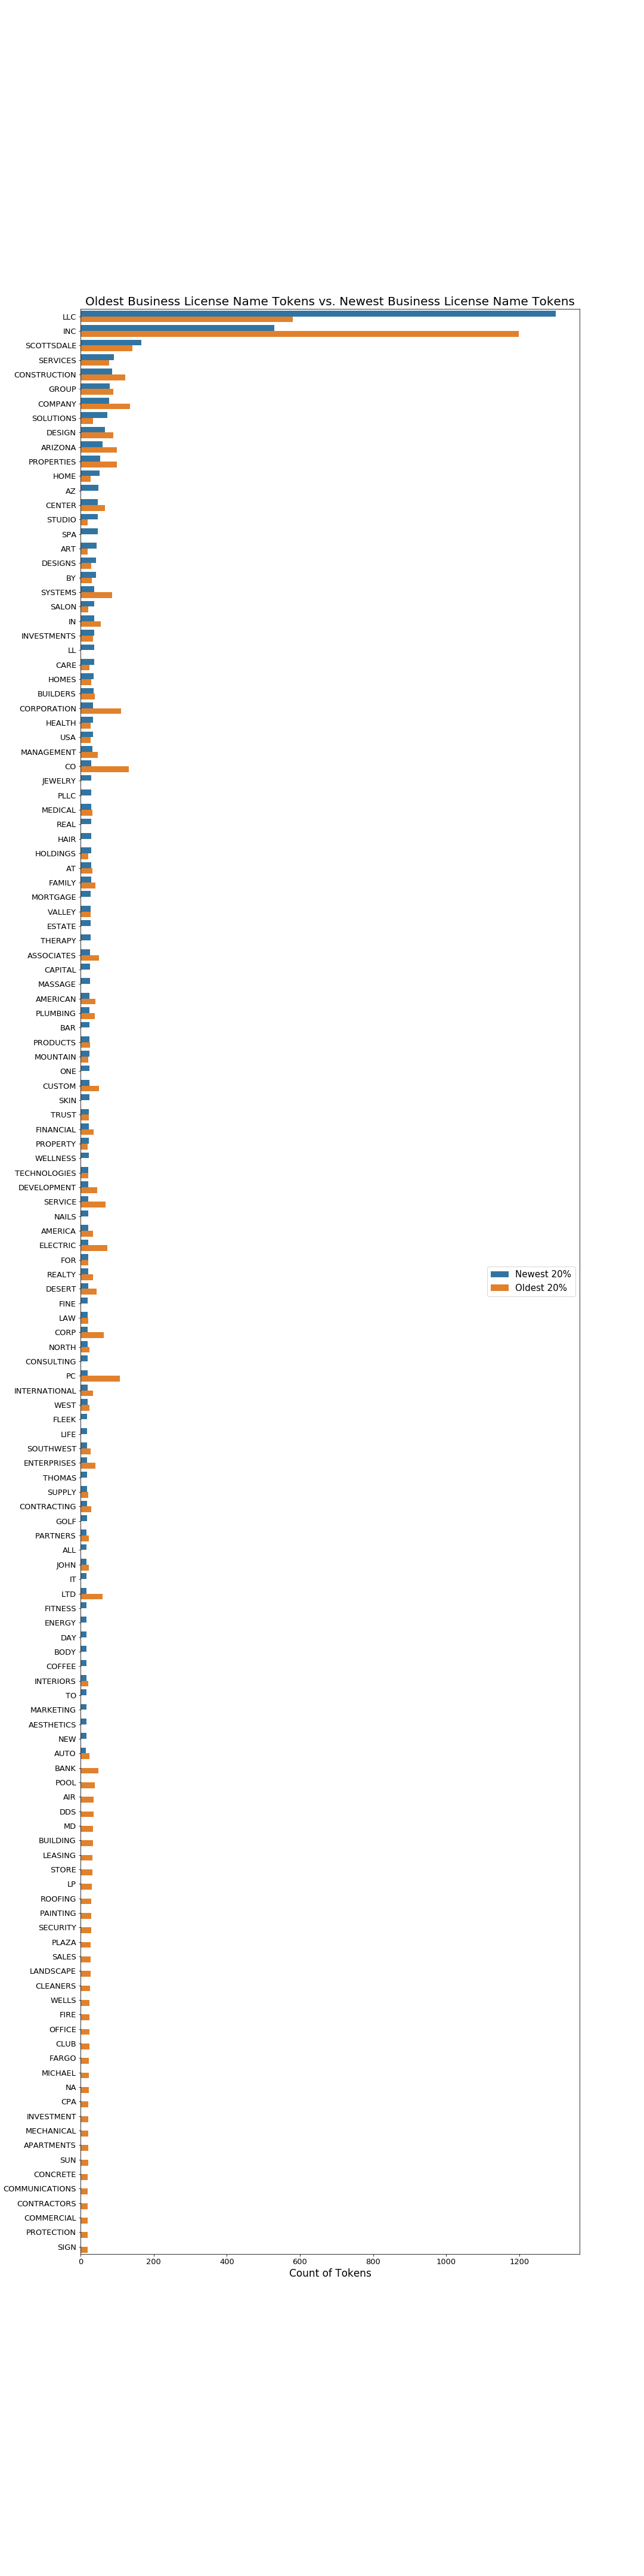 Oldest Business License Name Tokens vs. Newest Business License Name Tokens
LLC
INC
SCOTTSDALE
SERVICES
CONSTRUCTION
GROUP
COMPANY
SOLUTIONS
DESIGN
ARIZONA
PROPERTIES
HOME
AZ
CENTER
STUDIO
SPA
ART
DESIGNS
BY
SYSTEMS
SALON
IN
INVESTMENTS
LL
CARE
HOMES
BUILDERS
CORPORATION
HEALTH
USA
MANAGEMENT
CO
JEWELRY
PLLC
MEDICAL
REAL
HAIR
HOLDINGS
AT
FAMILY
MORTGAGE
VALLEY
ESTATE
THERAPY
ASSOCIATES
CAPITAL
MASSAGE
AMERICAN
PLUMBING
BAR
PRODUCTS
MOUNTAIN
ONE
CUSTOM
SKIN
TRUST
FINANCIAL
PROPERTY
WELLNESS
TECHNOLOGIES
DEVELOPMENT
SERVICE
NAILS
AMERICA
ELECTRIC
FOR
REALTY
DESERT
FINE
LAW
CORP
NORTH
CONSULTING
PC
INTERNATIONAL
WEST
FLEEK
LIFE
SOUTHWEST
ENTERPRISES
THOMAS
SUPPLY
CONTRACTING
GOLF
PARTNERS
ALL
JOHN
IT
LTD
FITNESS
ENERGY
DAY
BODY
COFFEE
INTERIORS
TO
MARKETING
AESTHETICS
NEW
AUTO
BANK
POOL
AIR
DDS
MD
BUILDING
LEASING
STORE
LP
ROOFING
PAINTING
SECURITY
PLAZA
SALES
LANDSCAPE
CLEANERS
WELLS
FIRE
OFFICE
CLUB
FARGO
MICHAEL
NA
CPA
INVESTMENT
MECHANICAL
APARTMENTS
SUN
CONCRETE
COMMUNICATIONS
CONTRACTORS
COMMERCIAL
PROTECTION
SIGN
Newest 20%
Oldest 20%
0 200 400 600 800 1000 1200
Count of Tokens